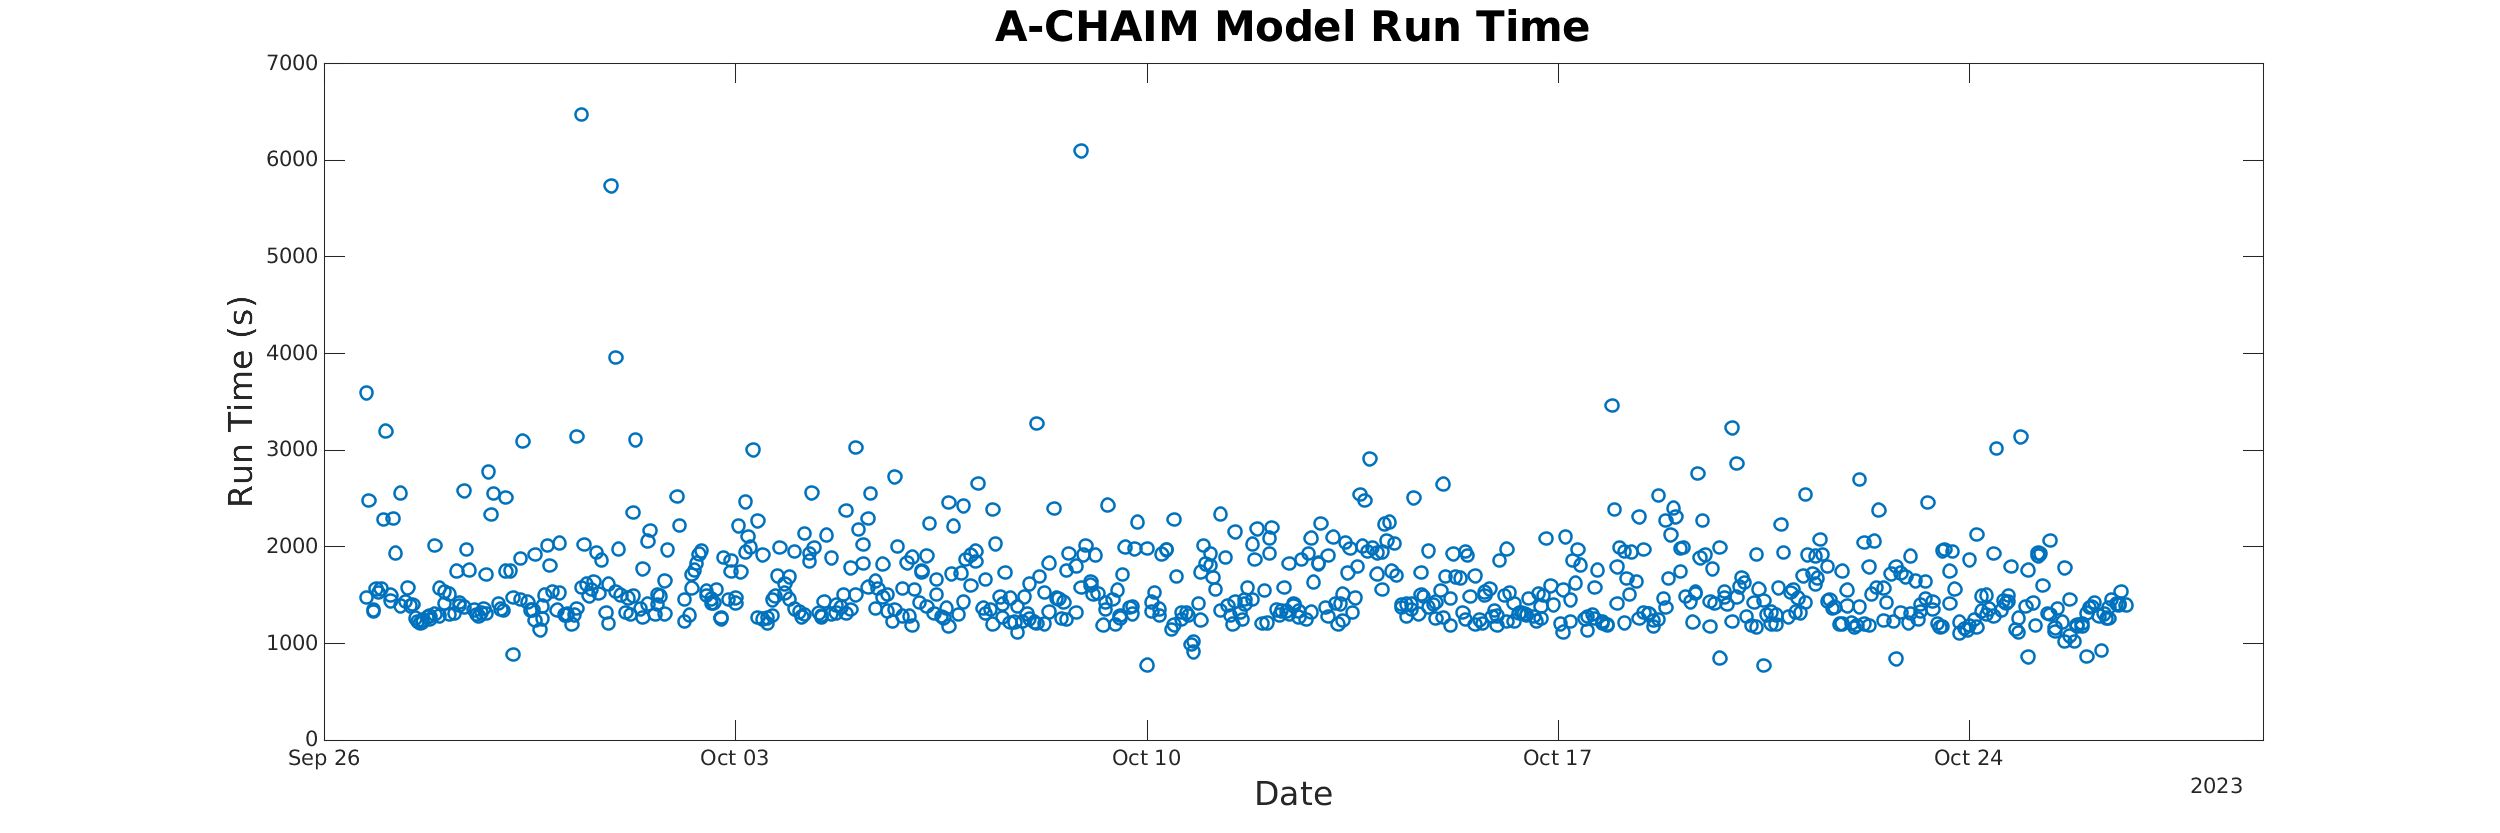 A-CHAIM Model Run Time
7000
6000
5000
4000
3000
2000
1000
0
Run Time (s)
Sep 26 Oct 03 Oct 10 Oct 17 Oct 24
2023
Date